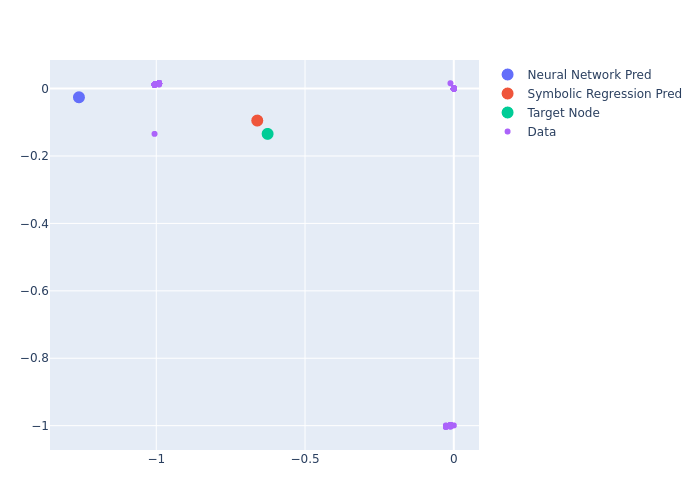 Neural Network Pred
Symbolic Regression Pred
Target Node
Data
0
−0.2
−0.4
−0.6
−0.8
−1
−1
−0.5
0